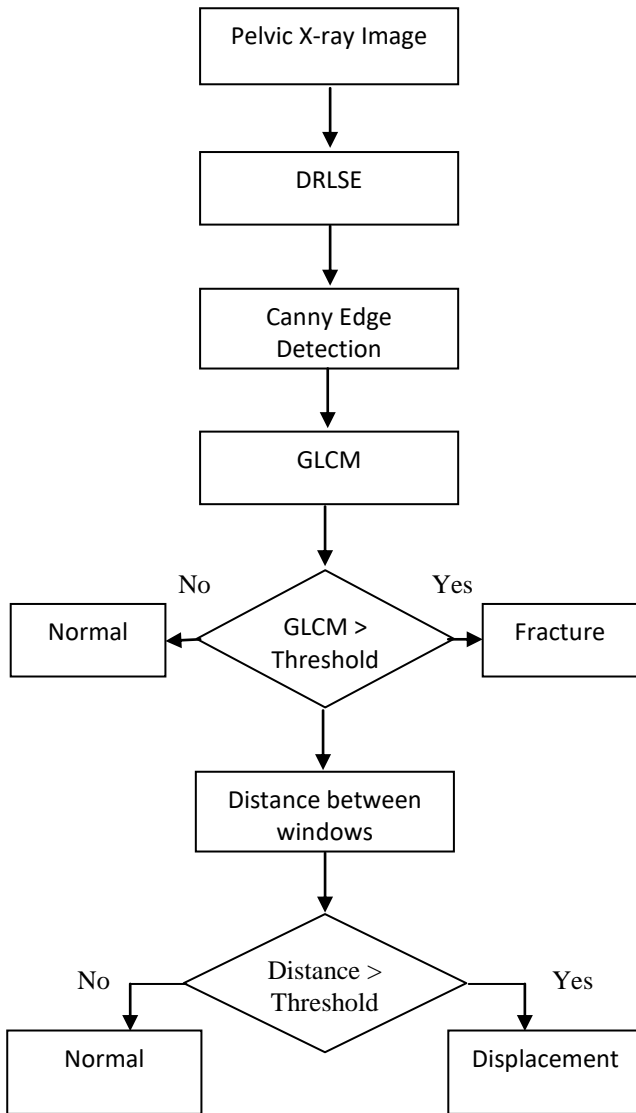 Pelvic X-ray Image
DRLSE
Canny Edge
Detection
GLCM
No
Yes
Normal
GLCM >
Threshold
Fracture
Distance between
windows
No
Distance >
Threshold
Yes
Normal
Displacement